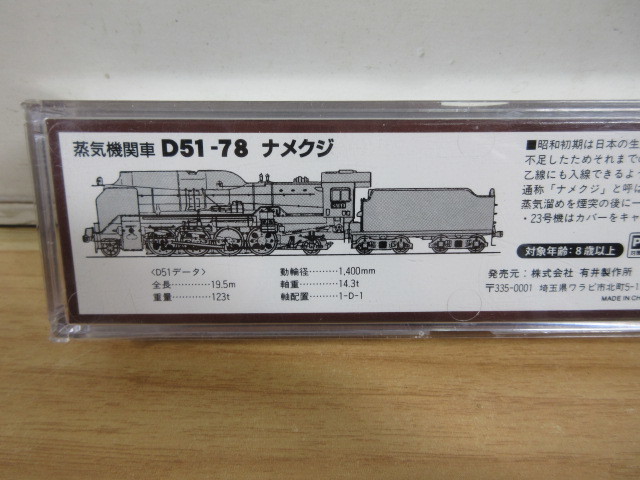 蒸気機関車 D51-78 ナメクジ
〈D51データ〉
全長…………19.5m
重量…………123t
動輪径………1,400mm
軸重…………14.3t
軸配置………1-D-1
■昭和初期は日本の生
不足したためそれまで
乙線にも入線できるよう
通称「ナメクジ」と呼
蒸気溜めを煙突の後に一
・23号機はカバーをキャ
対象年齢:8歳以上
発売元:株式会社 有井製作所
〒335-0001 埼玉県ワラビ市北町5-1
MADE IN CH